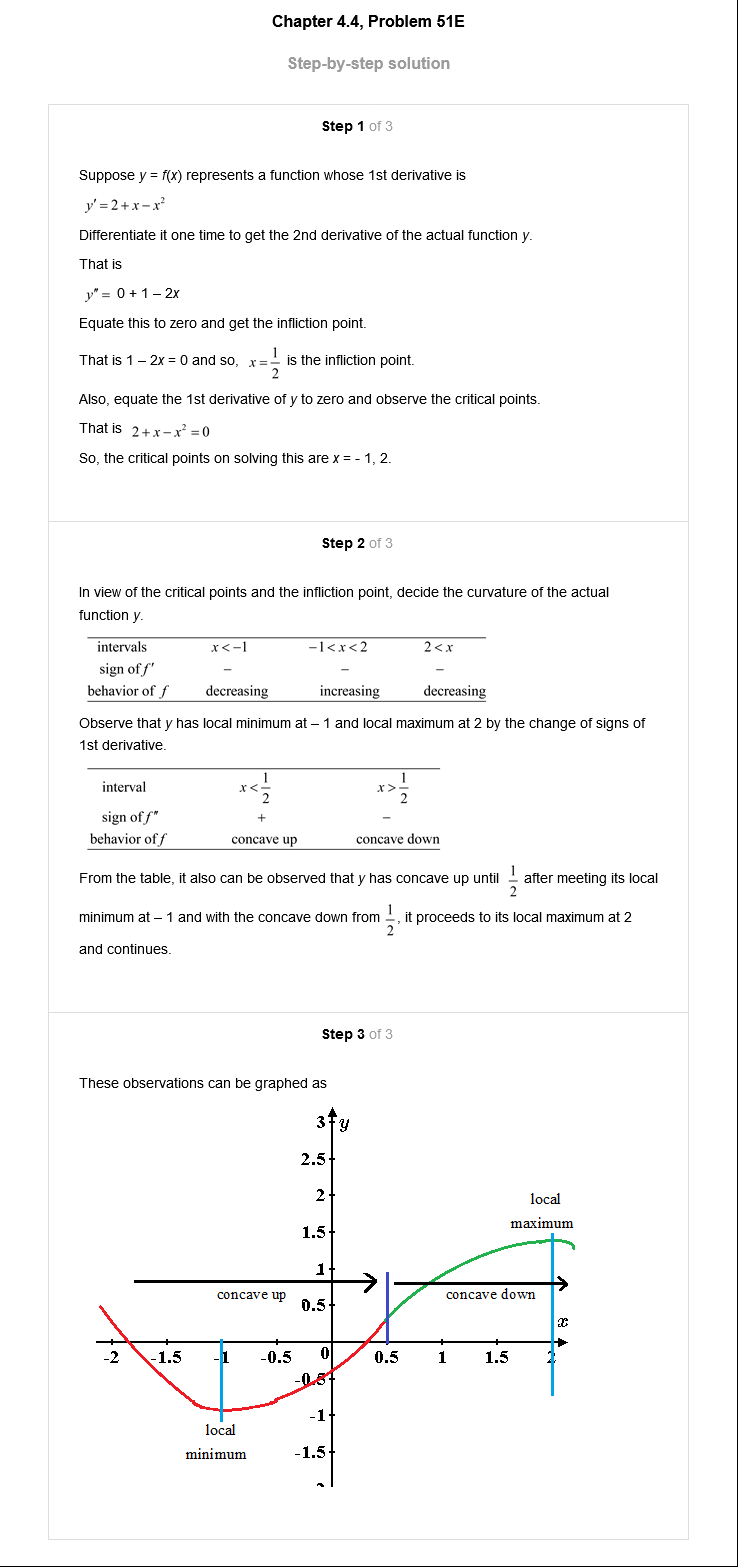 Chapter 4.4, Problem 51E
Step-by-step solution
Step 1 of 3
Suppose y = f(x) represents a function whose 1st derivative is
y′ = 2 + x − x²
Differentiate it one time to get the 2nd derivative of the actual function y.
That is
y″ = 0 + 1 – 2x
Equate this to zero and get the infliction point.
That is 1 – 2x = 0 and so, x = 1/2 is the infliction point.
Also, equate the 1st derivative of y to zero and observe the critical points.
That is 2 + x − x² = 0
So, the critical points on solving this are x = - 1, 2.
Step 2 of 3
In view of the critical points and the infliction point, decide the curvature of the actual
function y.
intervals x < −1 −1 < x < 2 2 < x
sign of f′ − − −
behavior of f decreasing increasing decreasing
Observe that y has local minimum at – 1 and local maximum at 2 by the change of signs of
1st derivative.
interval x < 1/2 x > 1/2
sign of f″ + −
behavior of f concave up concave down
From the table, it also can be observed that y has concave up until 1/2 after meeting its local
minimum at – 1 and with the concave down from 1/2, it proceeds to its local maximum at 2
and continues.
Step 3 of 3
These observations can be graphed as
3 y
2.5
2
local
maximum
1.5
1
concave up
concave down
0.5
x
-2 -1.5 -1 -0.5 0 0.5 1 1.5 2
-0.5
-1
local
minimum
-1.5